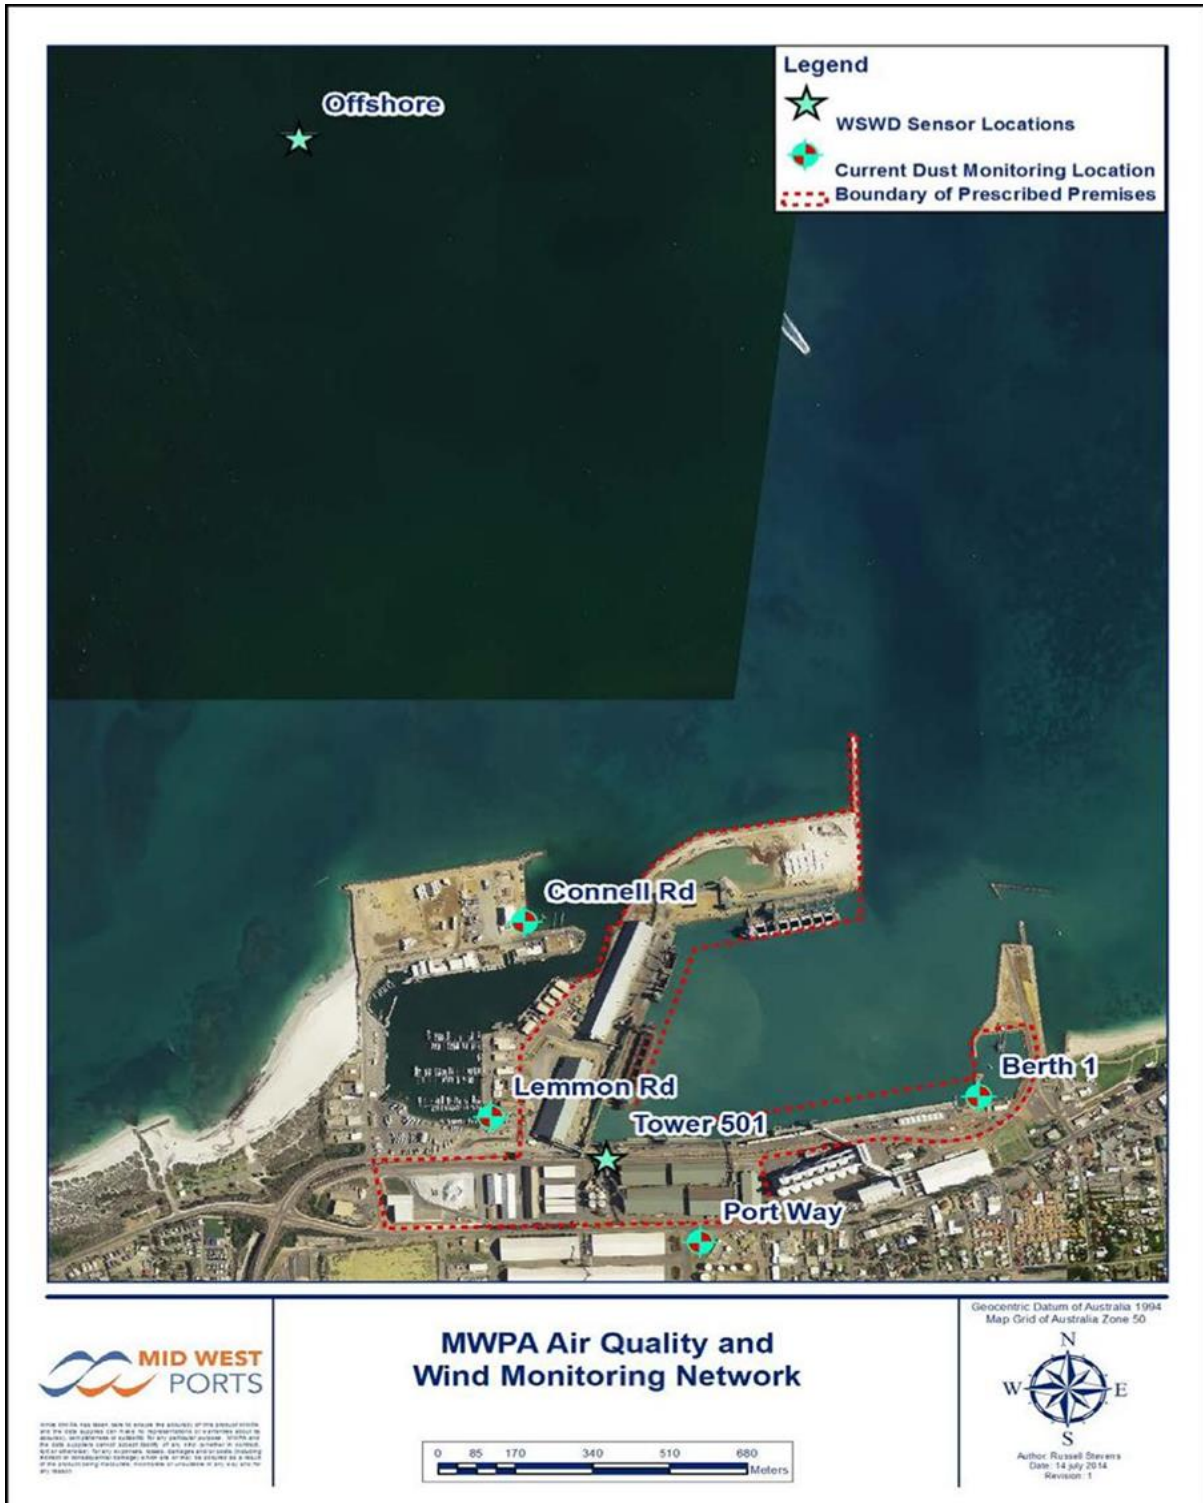 Offshore
Legend
WSWD Sensor Locations
Current Dust Monitoring Location
Boundary of Prescribed Premises
Connell Rd
Lemmon Rd
Berth 1
Tower 501
Port Way
MID WEST
PORTS
MWPA Air Quality and
Wind Monitoring Network
0 85 170 340 510 680
Meters
Geocentric Datum of Australia 1994
Map Grid of Australia Zone 50
N
W E
S
Author: Russell Stevens
Date: 14 july 2014
Revision: 1